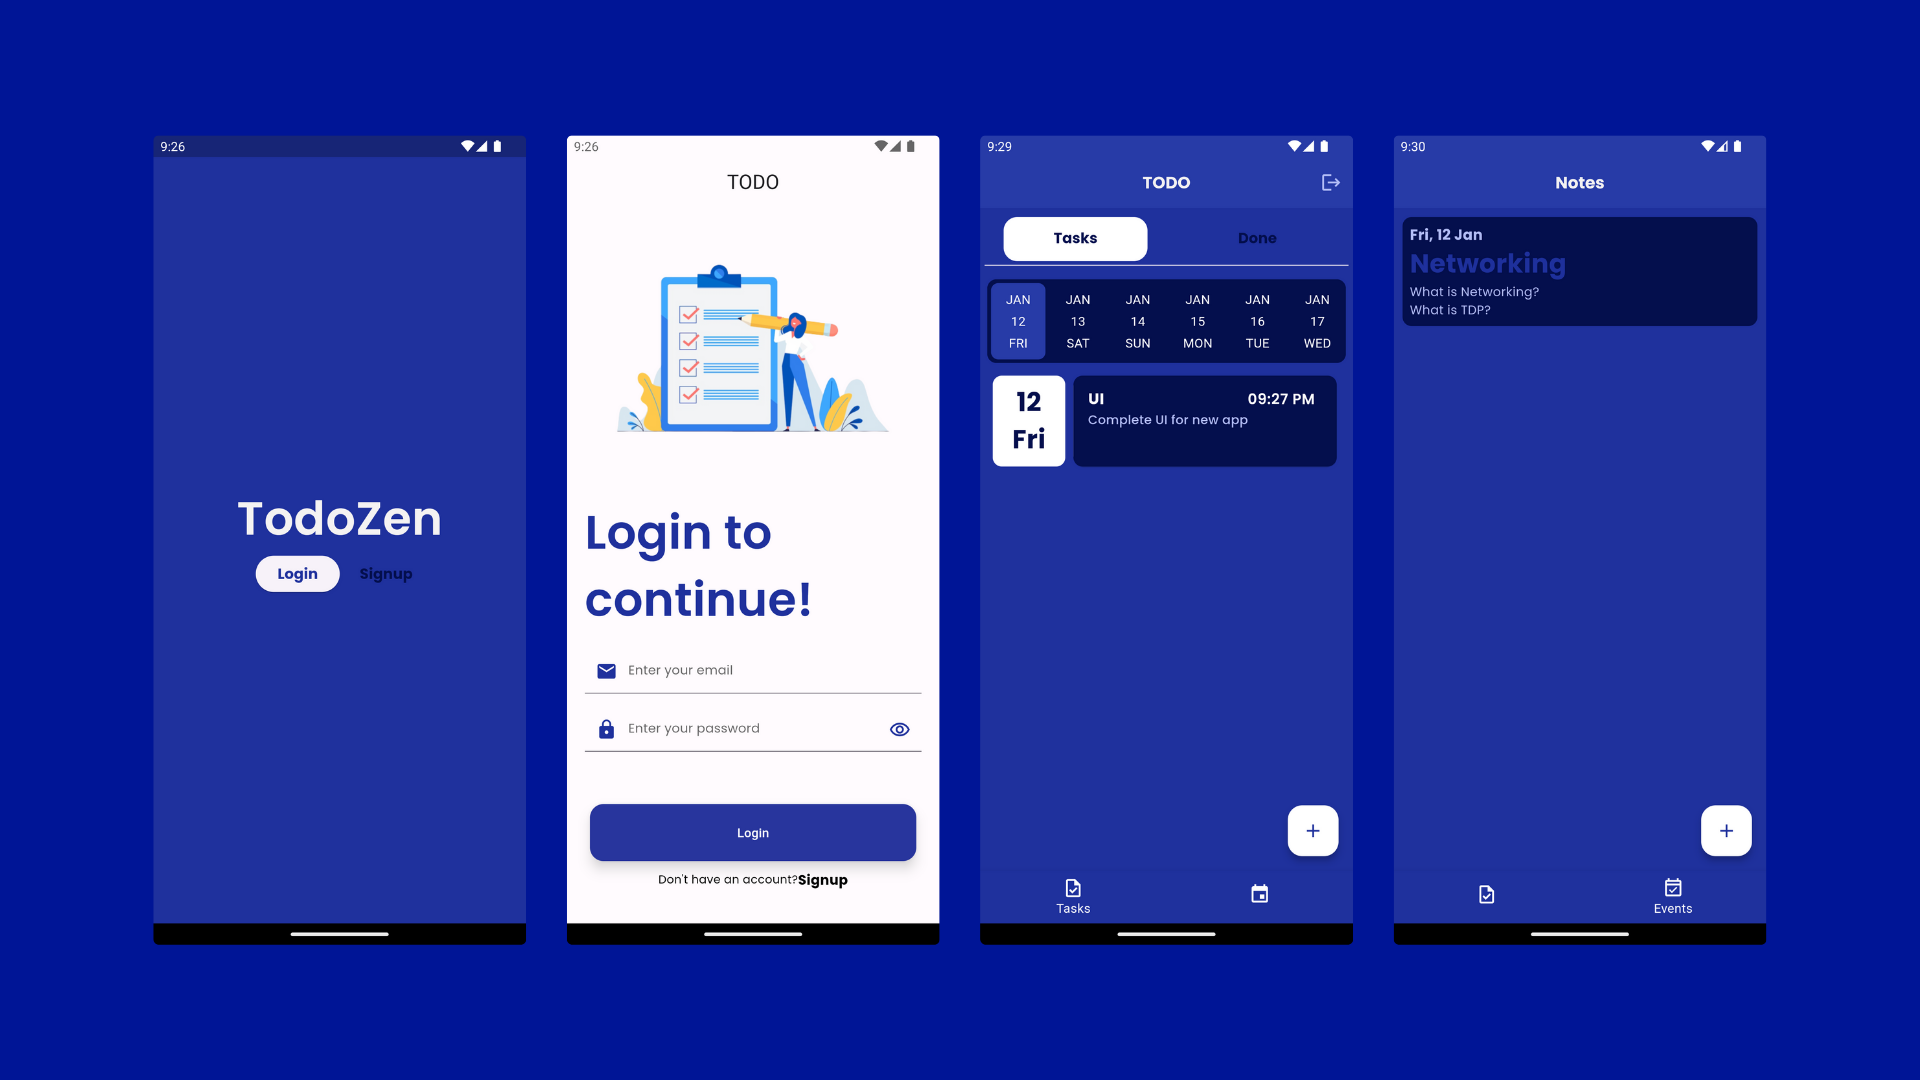 9:26
TodoZen
Login
Signup
9:26
TODO
Login to
continue!
Enter your email
Enter your password
Login
Don't have an account?Signup
9:29
TODO
Tasks
Done
JAN JAN JAN JAN JAN JAN
12 13 14 15 16 17
FRI SAT SUN MON TUE WED
12
Fri
UI 09:27 PM
Complete UI for new app
+
Tasks
9:30
Notes
Fri, 12 Jan
Networking
What is Networking?
What is TDP?
+
Events